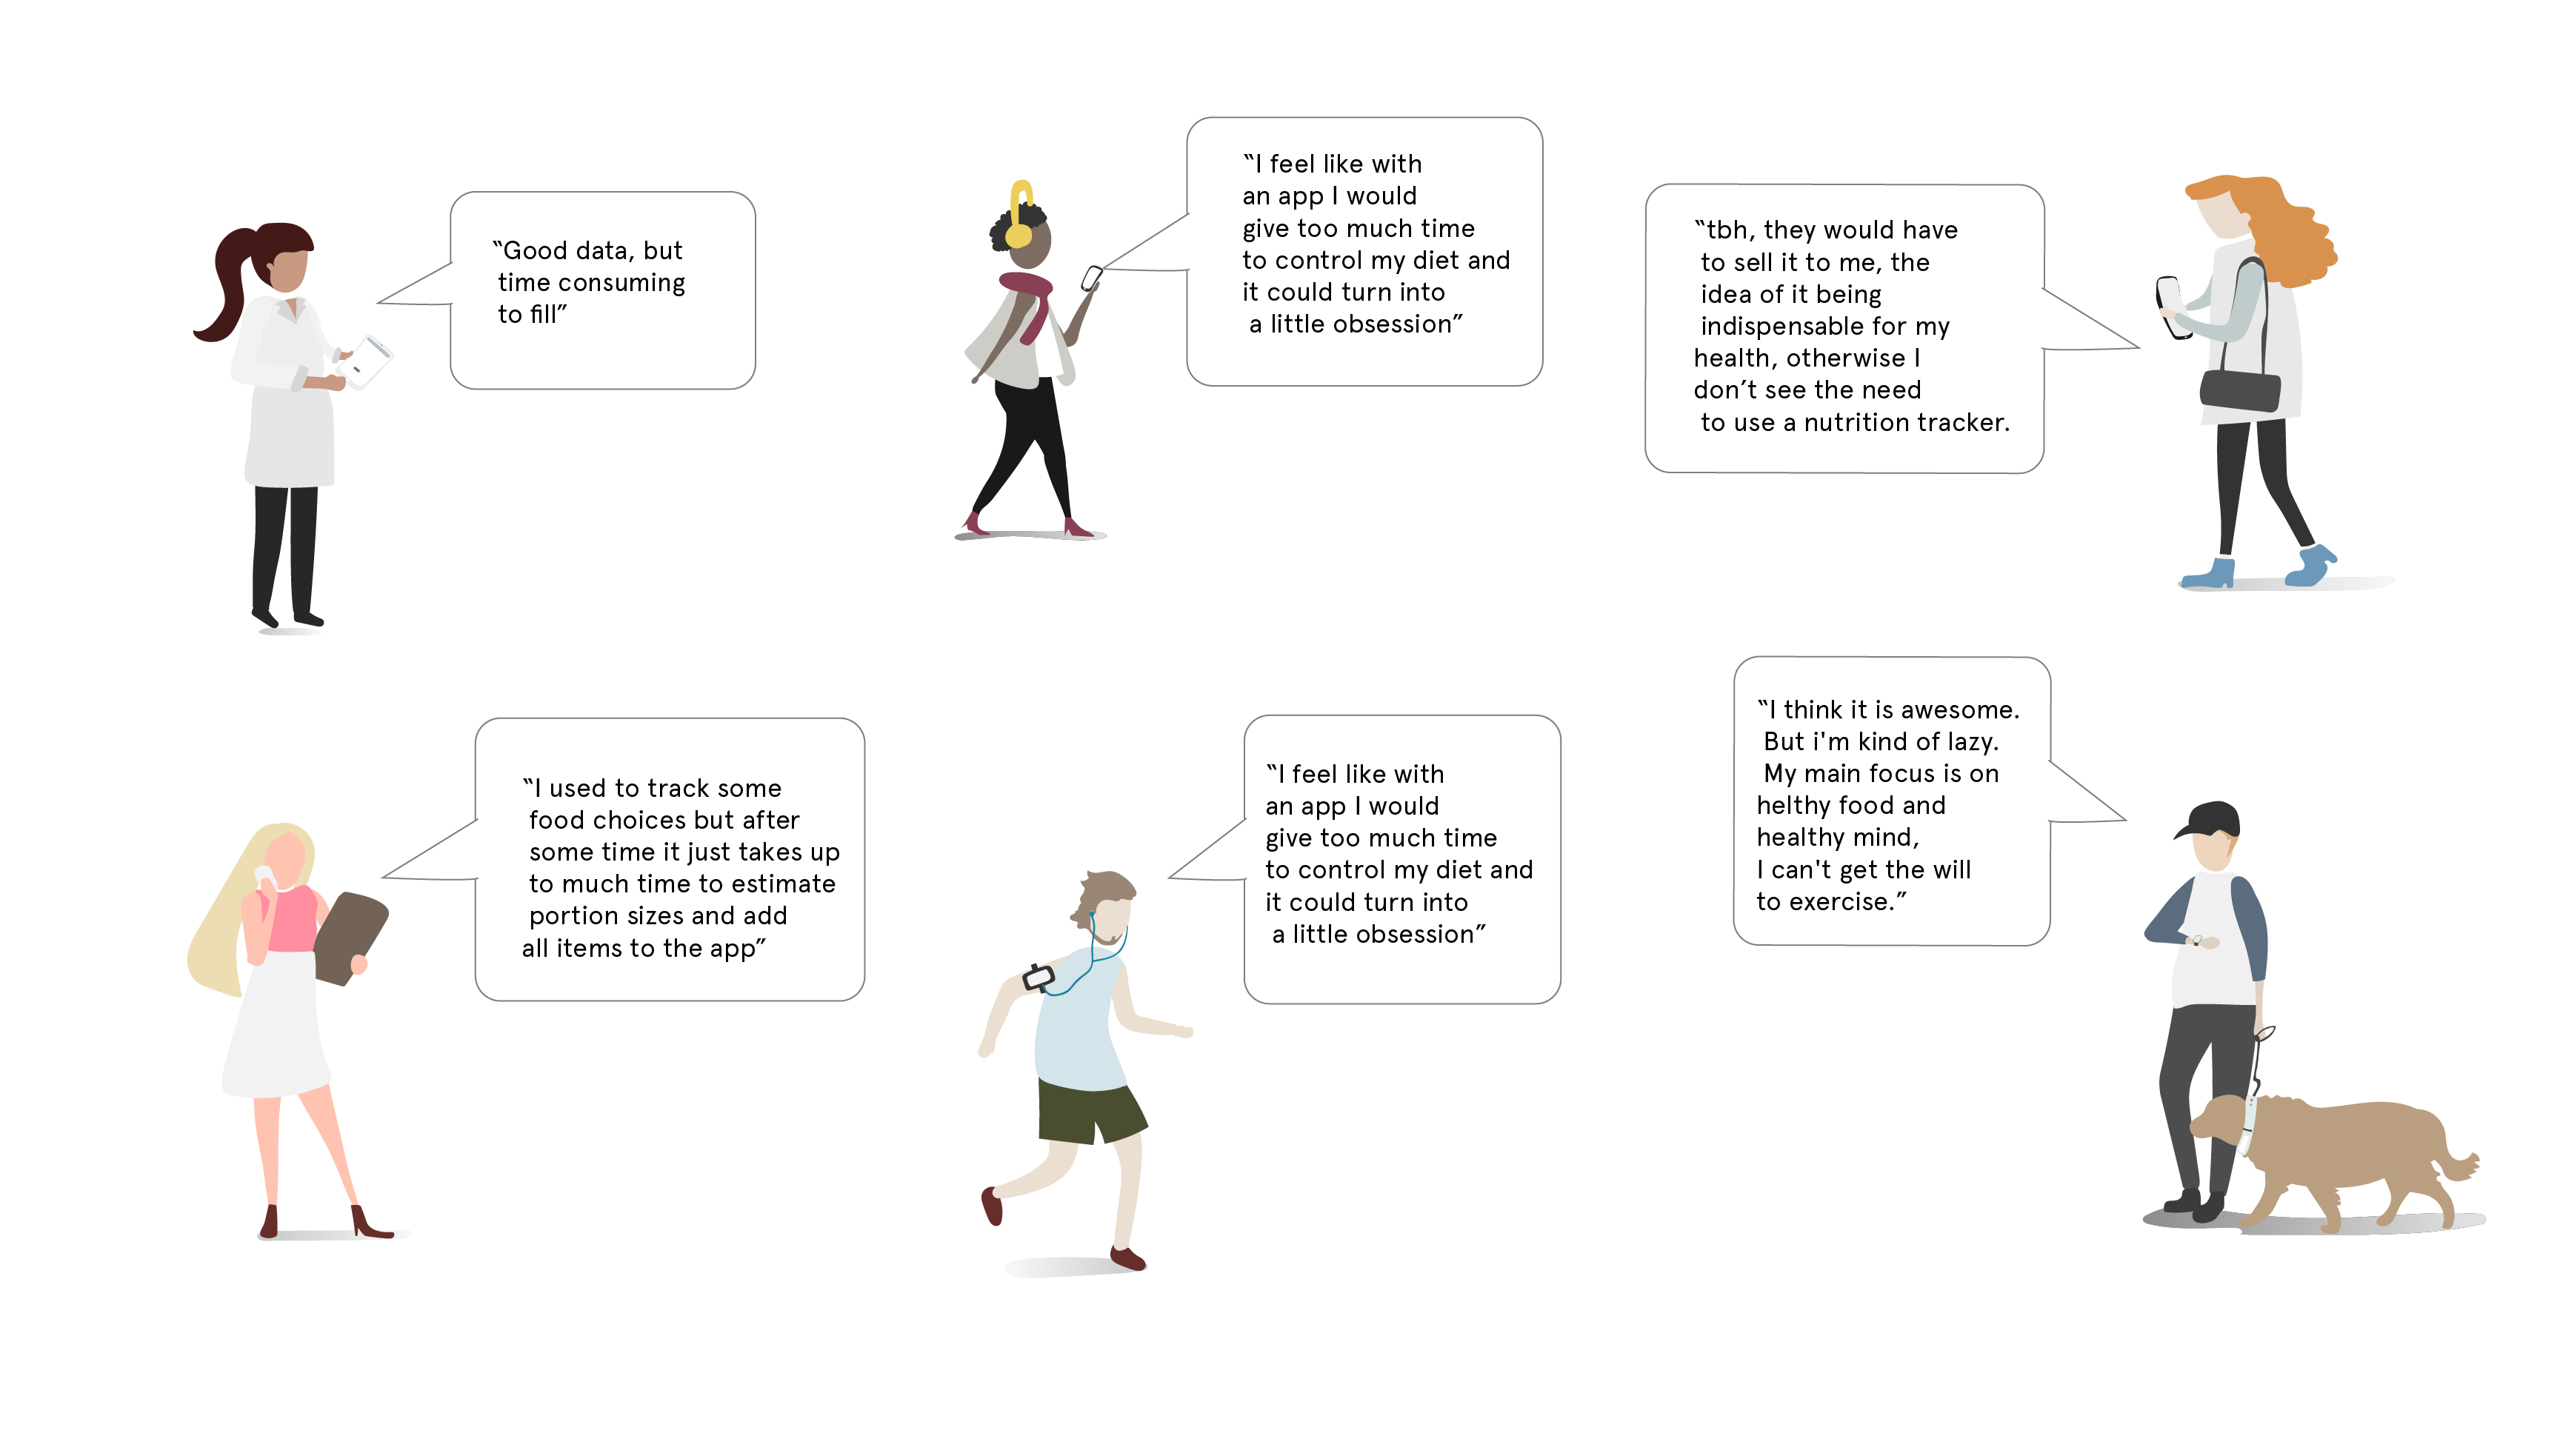 “Good data, but
time consuming
to fill”
“I feel like with
an app I would
give too much time
to control my diet and
it could turn into
a little obsession”
“tbh, they would have
to sell it to me, the
idea of it being
indispensable for my
health, otherwise I
don’t see the need
to use a nutrition tracker.
“I used to track some
food choices but after
some time it just takes up
to much time to estimate
portion sizes and add
all items to the app”
“I feel like with
an app I would
give too much time
to control my diet and
it could turn into
a little obsession”
“I think it is awesome.
But i'm kind of lazy.
My main focus is on
helthy food and
healthy mind,
I can't get the will
to exercise.”